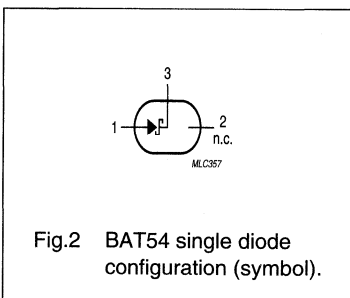 3
1
2
n.c.
MLC357
Fig.2 BAT54 single diode
configuration (symbol).